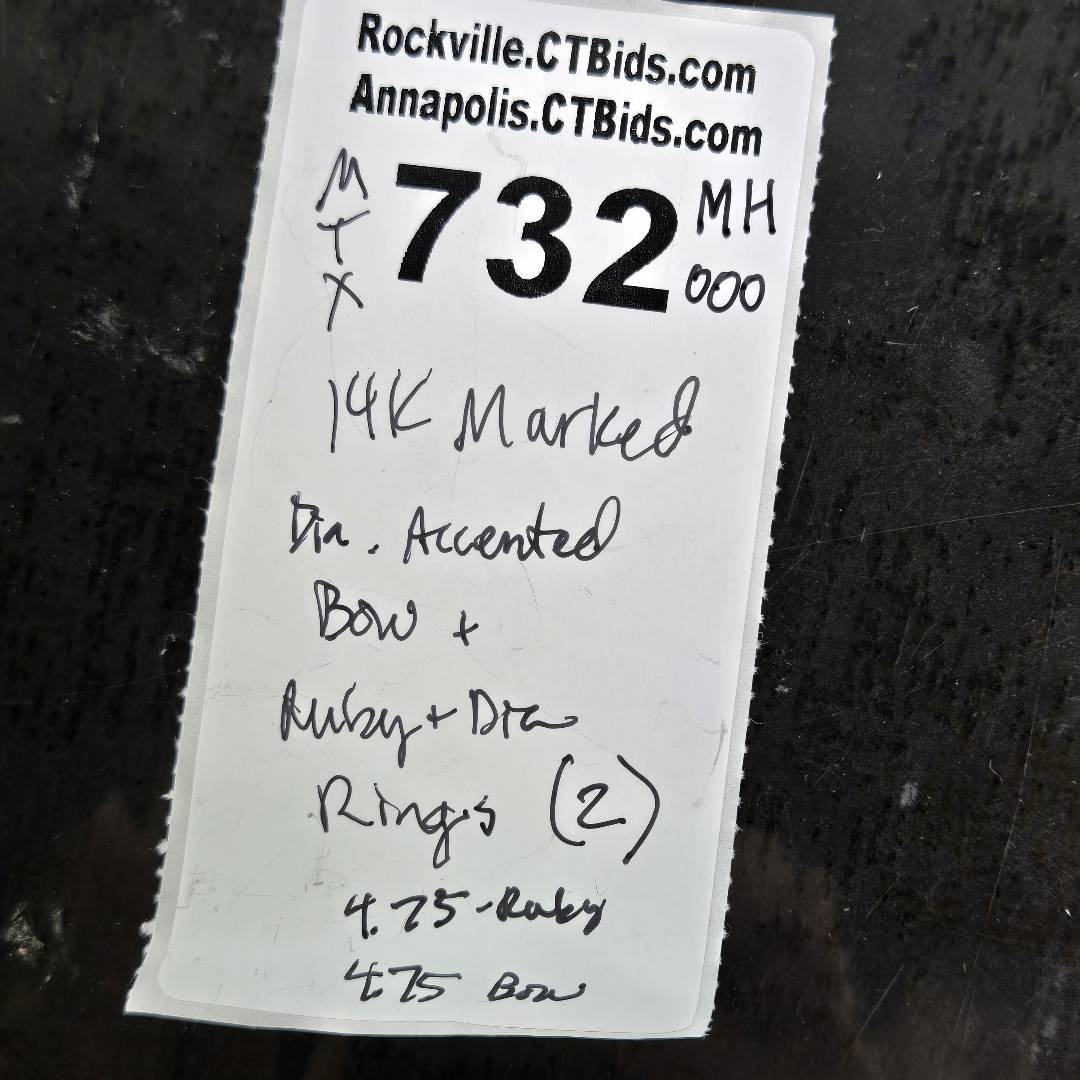 Rockville.CTBids.com
Annapolis.CTBids.com
MTX 732 MH
000
14K Marked
Dia. Accented
Bow +
Ruby + Dia
Rings (2)
4.75 - Ruby
4.75 Bow